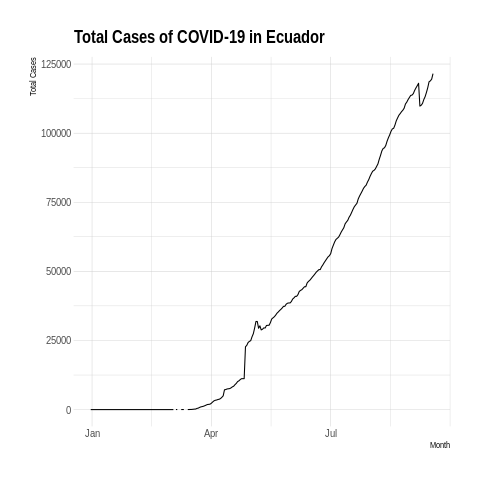 Total Cases of COVID-19 in Ecuador
Total Cases
125000
100000
75000
50000
25000
0
Jan
Apr
Jul
Month